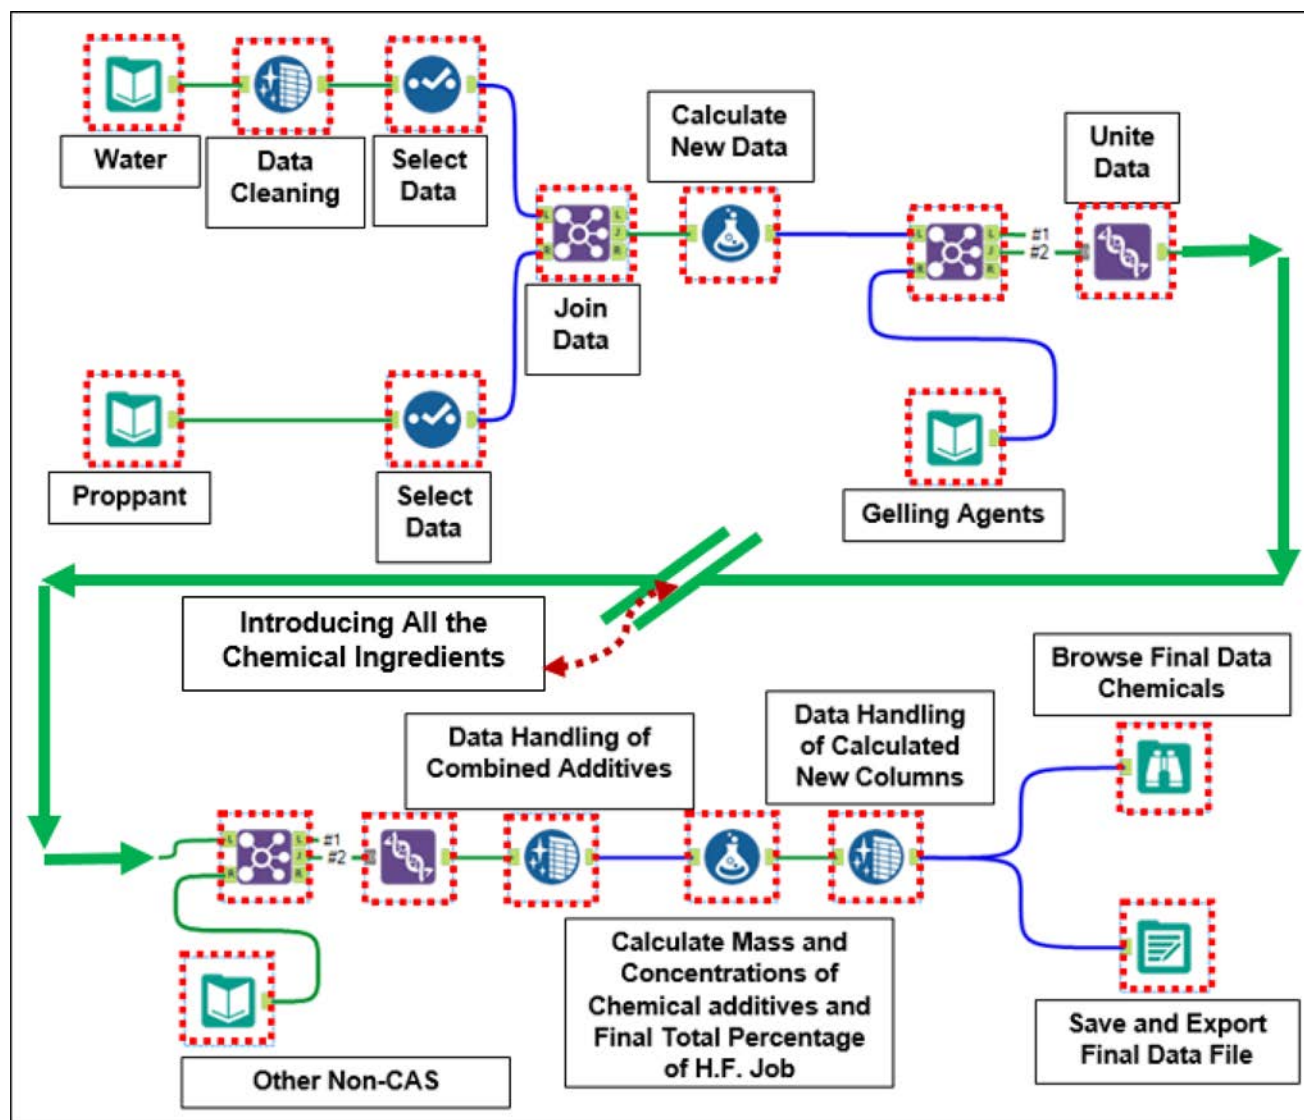 Water
Data
Cleaning
Select
Data
Calculate
New Data
Unite
Data
L
R
L
J
R
Join
Data
L
R
L
J
R
#1
#2
Proppant
Select
Data
Gelling Agents
Introducing All the
Chemical Ingredients
Browse Final Data
Chemicals
Data Handling of
Combined Additives
Data Handling
of Calculated
New Columns
L
R
L
J
R
#1
#2
Other Non-CAS
Calculate Mass and
Concentrations of
Chemical additives and
Final Total Percentage
of H.F. Job
Save and Export
Final Data File